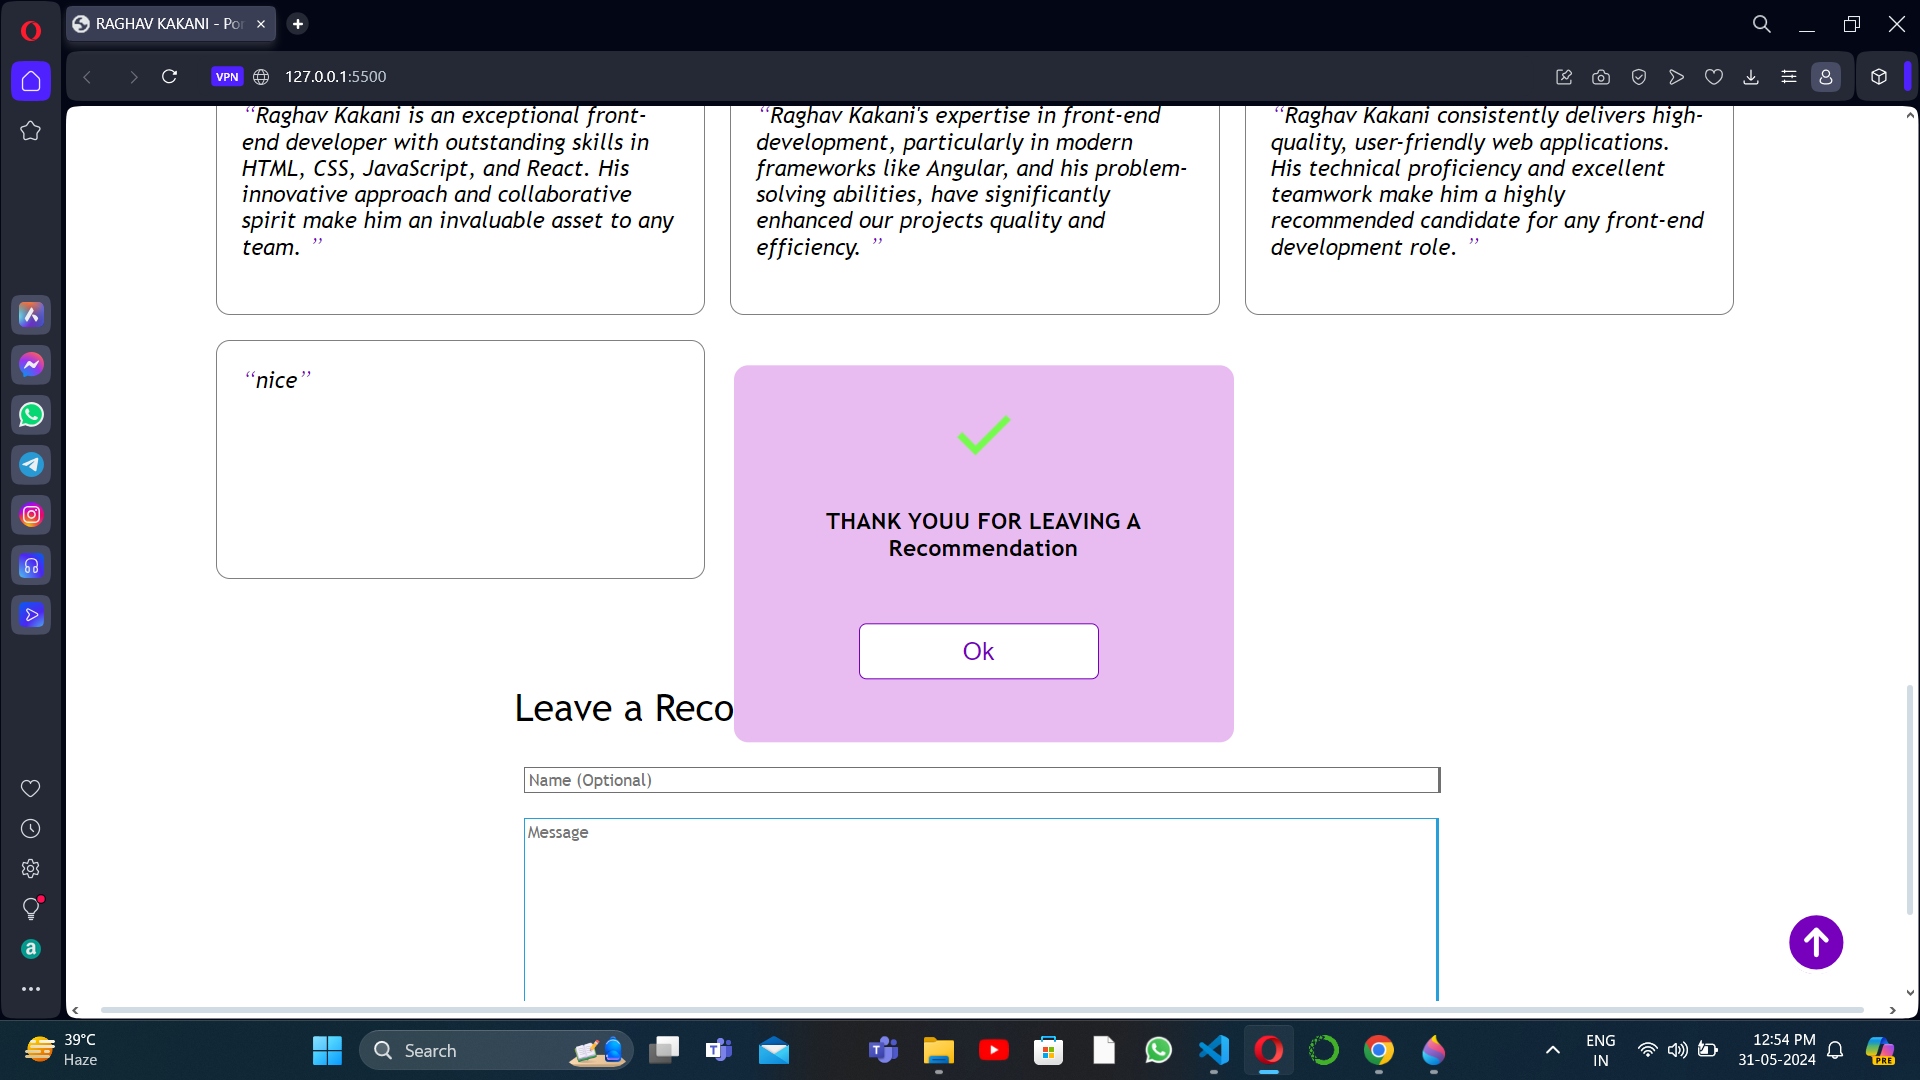 RAGHAV KAKANI - Por
VPN
127.0.0.1:5500
“Raghav Kakani is an exceptional front-
end developer with outstanding skills in
HTML, CSS, JavaScript, and React. His
innovative approach and collaborative
spirit make him an invaluable asset to any
team. ”
“Raghav Kakani's expertise in front-end
development, particularly in modern
frameworks like Angular, and his problem-
solving abilities, have significantly
enhanced our projects quality and
efficiency. ”
“Raghav Kakani consistently delivers high-
quality, user-friendly web applications.
His technical proficiency and excellent
teamwork make him a highly
recommended candidate for any front-end
development role. ”
“nice”
THANK YOUU FOR LEAVING A
Recommendation
Ok
Leave a Reco
Name (Optional)
Message
a
39°C
Haze
Search
ENG
IN
12:54 PM
31-05-2024
PRE